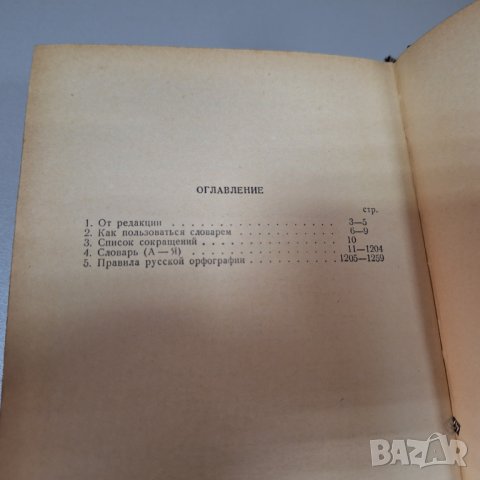 ОГЛАВЛЕНИЕ
стр.
1. От редакции . . . . . . . . . . . . . . . 3—5
2. Как пользоваться словарем . . . . . . . . 6—9
3. Список сокращений . . . . . . . . . . . . 10
4. Словарь (А — Я) . . . . . . . . . . . . . 11—1204
5. Правила русской орфографии . . . . . . . 1205—1259
BAZAR